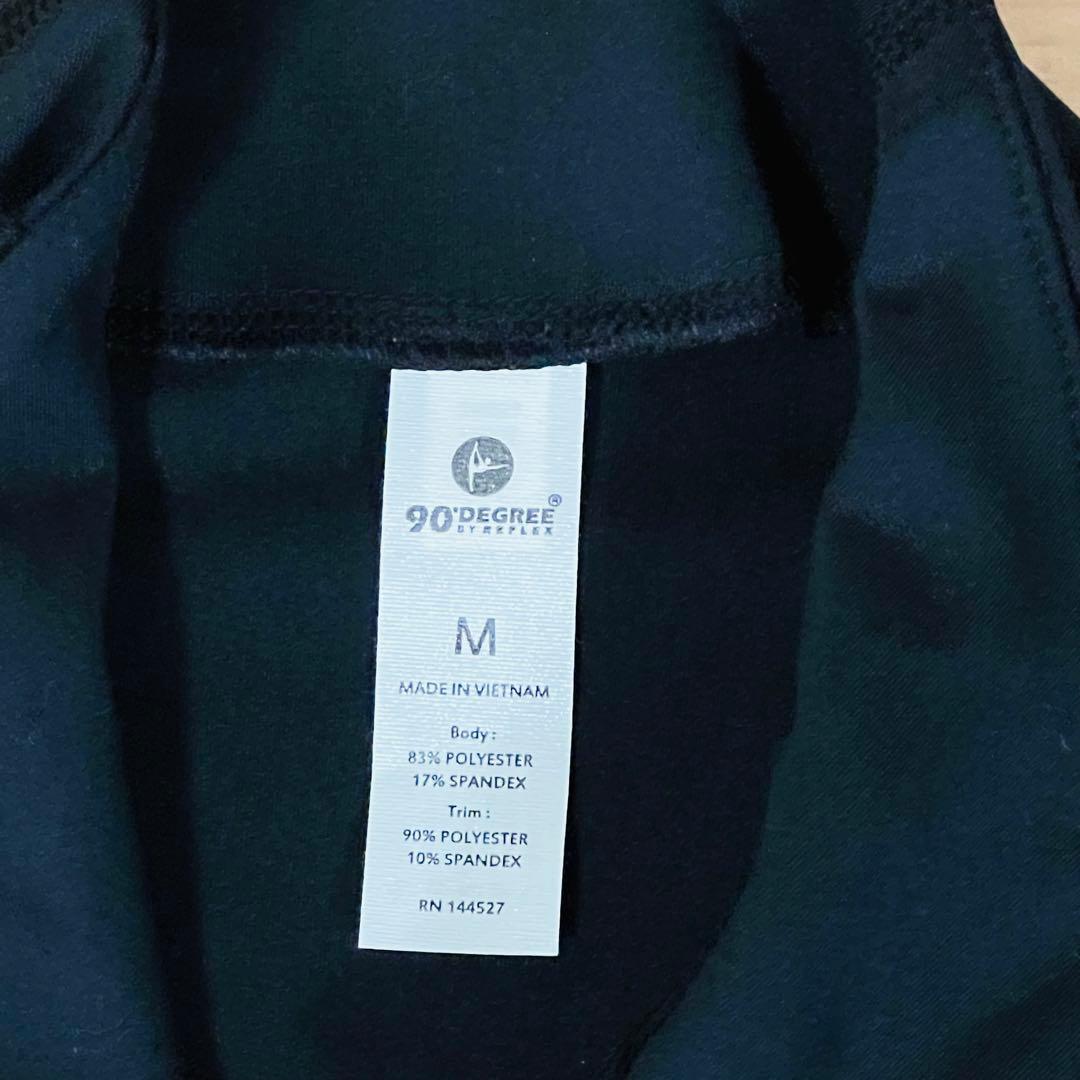 90°DEGREE®
BY REFLEX
M
MADE IN VIETNAM
Body :
83% POLYESTER
17% SPANDEX
Trim :
90% POLYESTER
10% SPANDEX
RN 144527